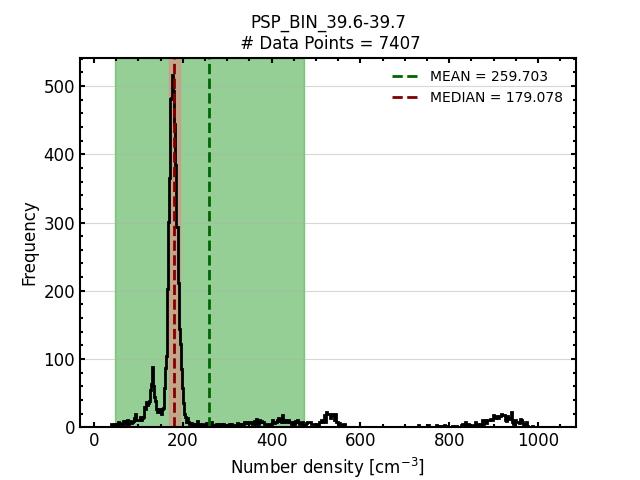 PSP_BIN_39.6-39.7
# Data Points = 7407
MEAN = 259.703
MEDIAN = 179.078
500
400
300
200
100
0
Frequency
0 200 400 600 800 1000
Number density [cm⁻³]